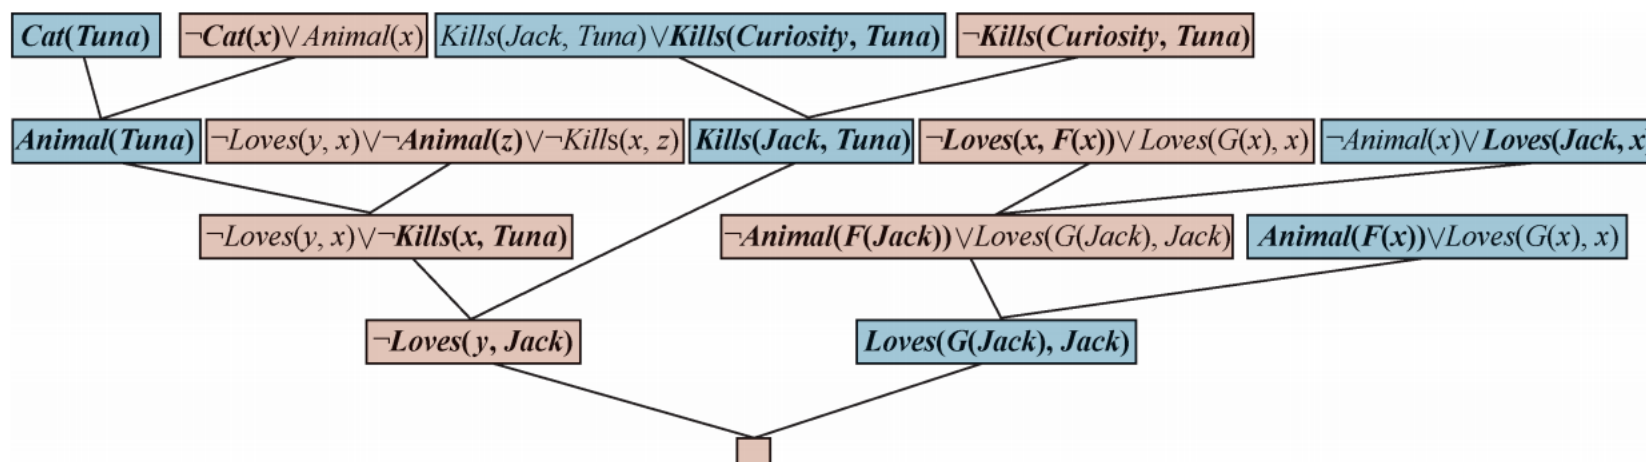 Cat(Tuna) ¬Cat(x)∨Animal(x) Kills(Jack, Tuna)∨Kills(Curiosity, Tuna) ¬Kills(Curiosity, Tuna)
Animal(Tuna) ¬Loves(y, x)∨¬Animal(z)∨¬Kills(x, z) Kills(Jack, Tuna) ¬Loves(x, F(x))∨Loves(G(x), x) ¬Animal(x)∨Loves(Jack, x
¬Loves(y, x)∨¬Kills(x, Tuna) ¬Animal(F(Jack))∨Loves(G(Jack), Jack) Animal(F(x))∨Loves(G(x), x)
¬Loves(y, Jack) Loves(G(Jack), Jack)